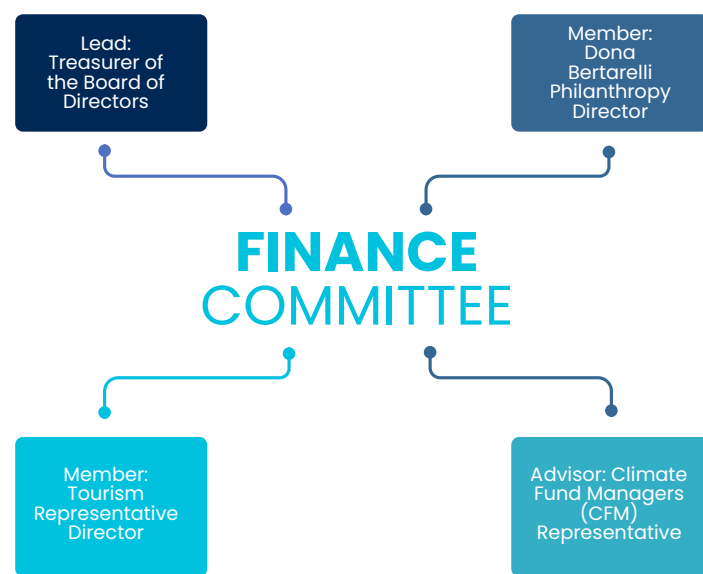 Lead:
Treasurer of
the Board of
Directors
Member:
Dona
Bertarelli
Philanthropy
Director
FINANCE
COMMITTEE
Member:
Tourism
Representative
Director
Advisor: Climate
Fund Managers
(CFM)
Representative